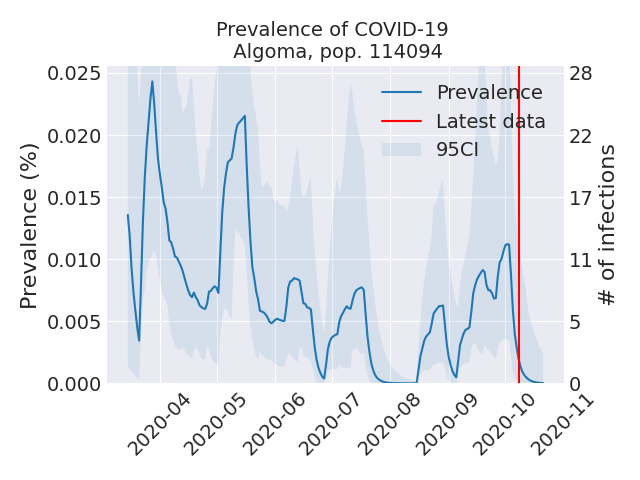 Prevalence of COVID-19
Algoma, pop. 114094
Prevalence (%)
0.025
0.020
0.015
0.010
0.005
0.000
Prevalence
Latest data
95CI
28
22
17
11
5
0
# of infections
2020-04
2020-05
2020-06
2020-07
2020-08
2020-09
2020-10
2020-11